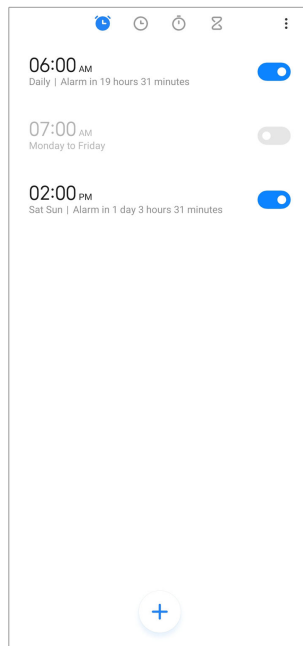 06:00 AM
Daily | Alarm in 19 hours 31 minutes
07:00 AM
Monday to Friday
02:00 PM
Sat Sun | Alarm in 1 day 3 hours 31 minutes